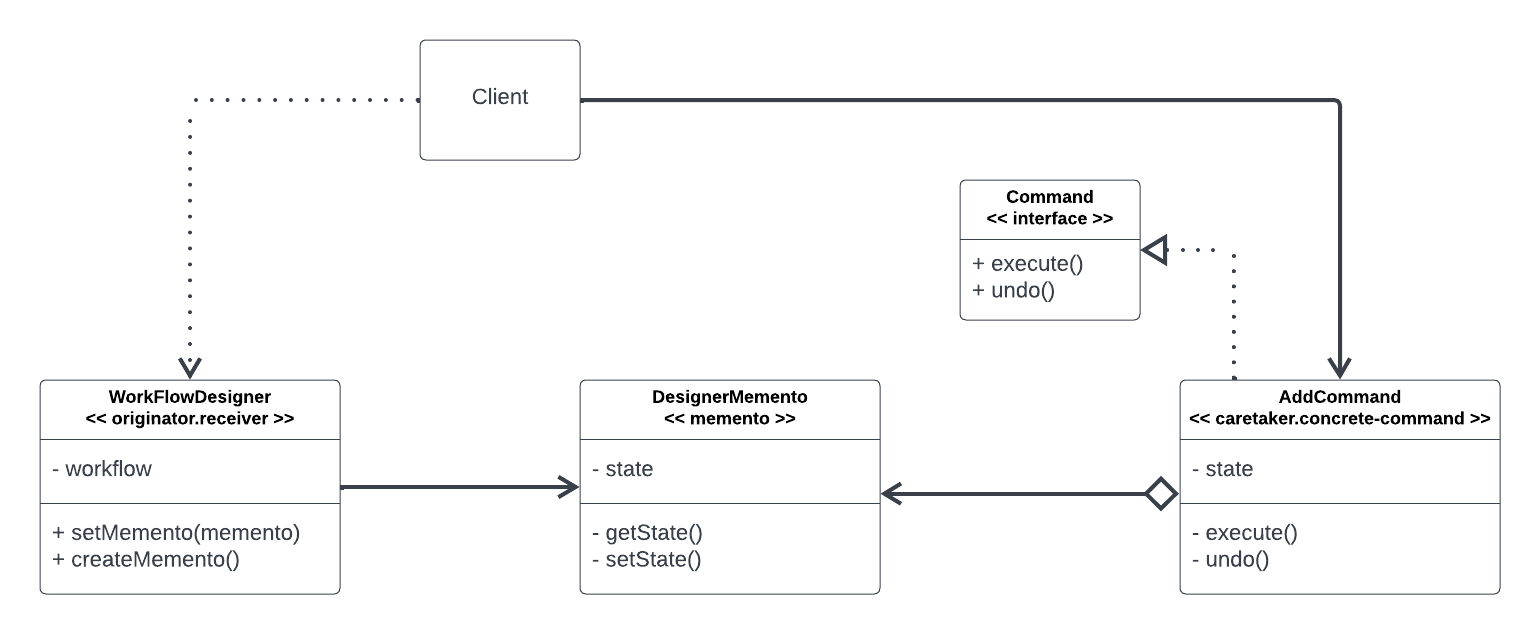 Client
Command
<< interface >>
+ execute()
+ undo()
WorkFlowDesigner
<< originator.receiver >>
- workflow
+ setMemento(memento)
+ createMemento()
DesignerMemento
<< memento >>
- state
- getState()
- setState()
AddCommand
<< caretaker.concrete-command >>
- state
- execute()
- undo()